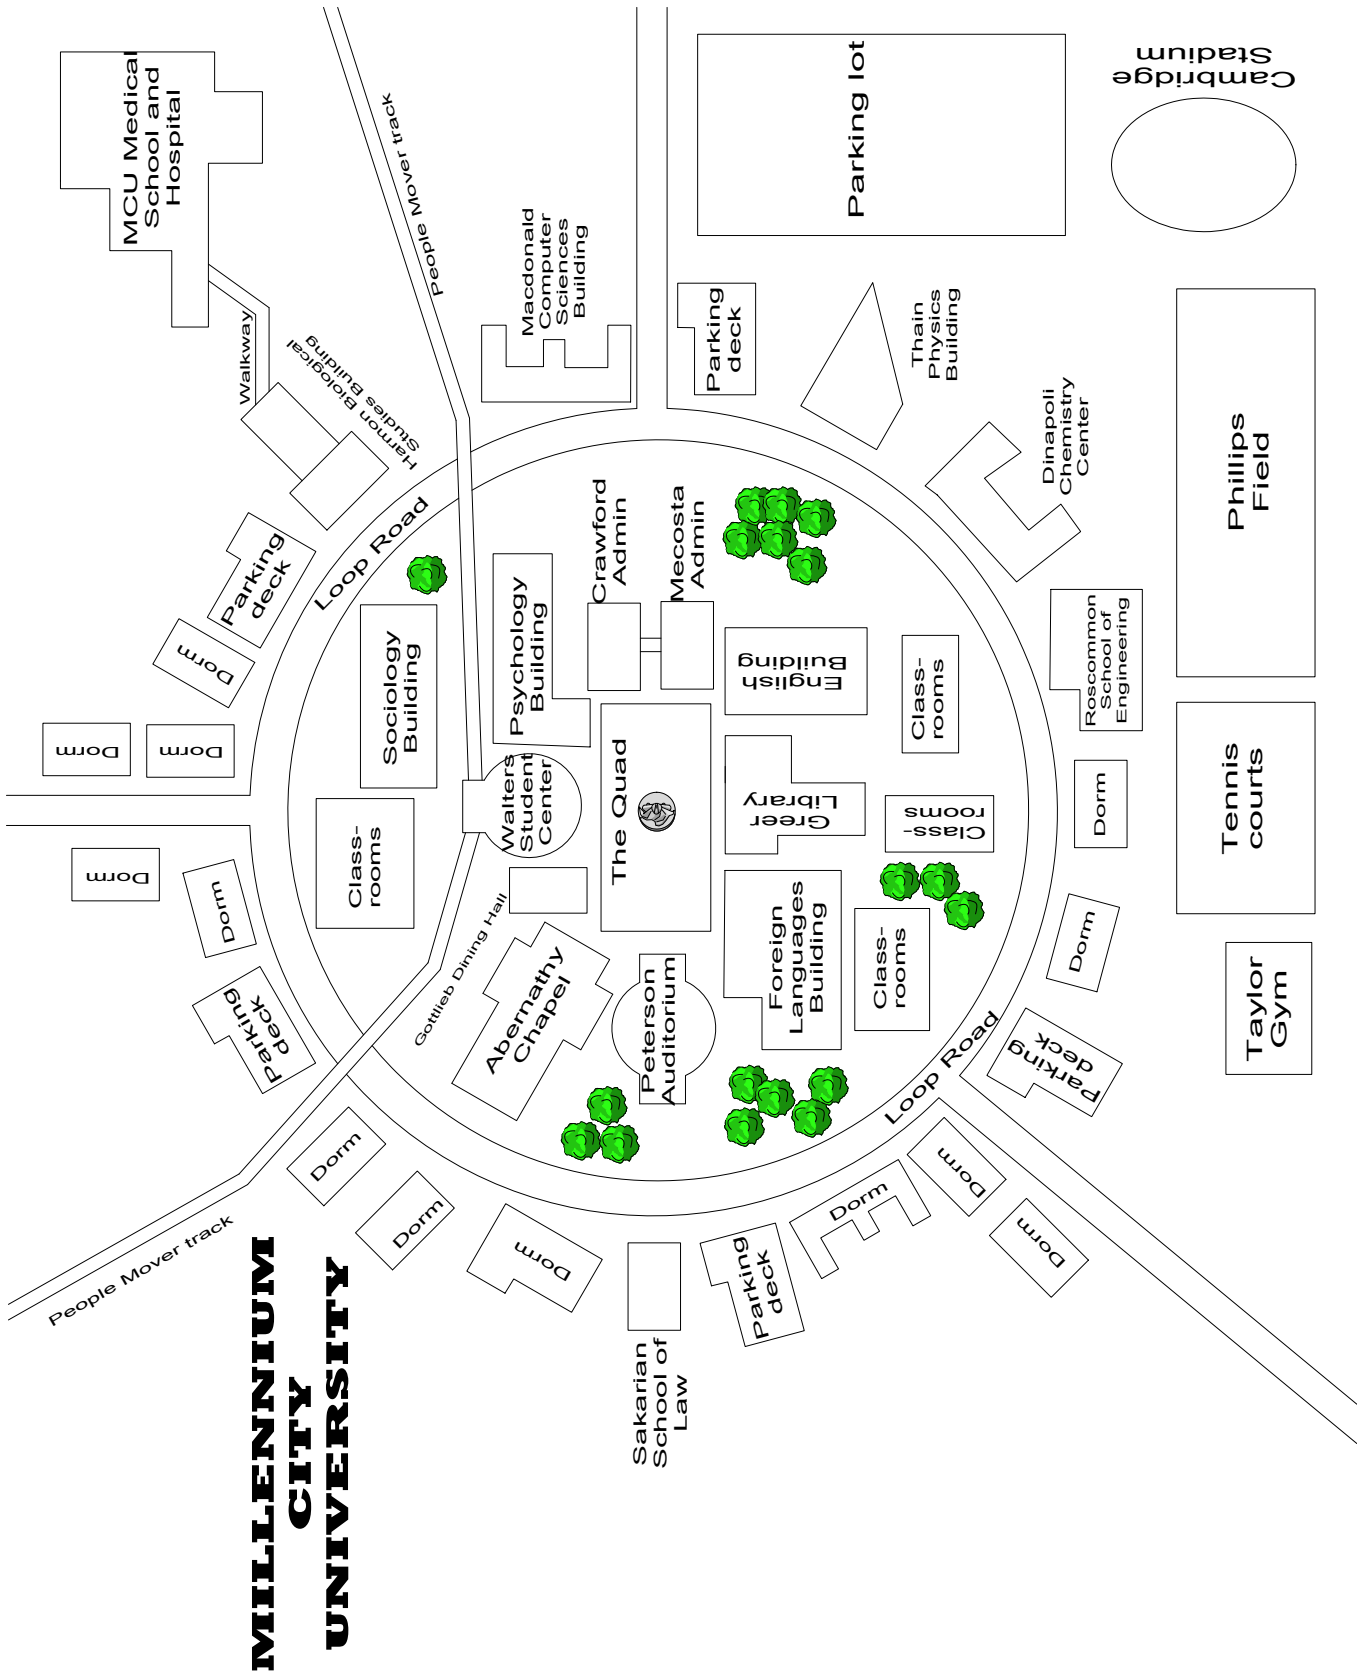 MILLENNIUM
CITY
UNIVERSITY
MCU Medical
School and
Hospital
People Mover track
Parking lot
Cambridge
Stadium
Macdonald
Computer
Sciences
Building
Parking
deck
Thain
Physics
Building
Walkway
Harmon Biological
Studies Building
Dinapoli
Chemistry
Center
Phillips
Field
Loop Road
Parking
deck
Dorm
Crawford
Admin
Mecosta
Admin
Psychology
Building
Sociology
Building
English
Building
Class-
rooms
Roscommon
School of
Engineering
Dorm
Dorm
Walters
Student
Center
The Quad
Greer
Library
Class-
rooms
Dorm
Tennis
courts
Class-
rooms
Dorm
Dorm
Gottlieb Dining Hall
Foreign
Languages
Building
Class-
rooms
Dorm
Taylor
Gym
Parking
deck
Abernathy
Chapel
Peterson
Auditorium
Loop Road
Parking
deck
Dorm
Dorm
Dorm
Sakarian
School of
Law
Parking
deck
Dorm
Dorm
Dorm
People Mover track